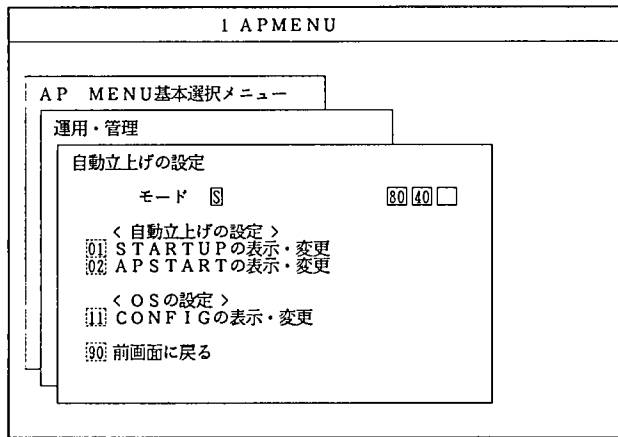 1 APMENU
AP MENU基本選択メニュー
運用・管理
自動立上げの設定
モード S 80 40
< 自動立上げの設定 >
01 STARTUPの表示・変更
02 APSTARTの表示・変更
< OSの設定 >
11 CONFIGの表示・変更
90 前画面に戻る